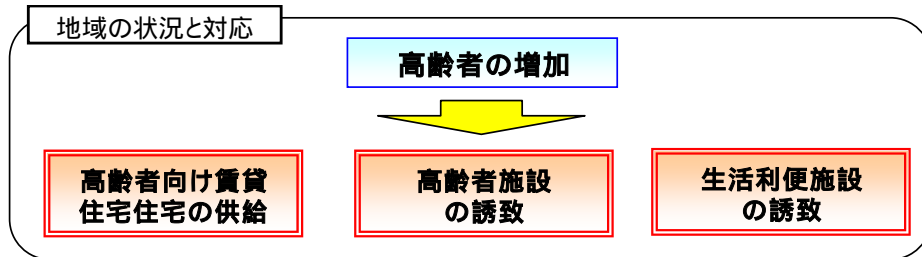 地域の状況と対応
高齢者の増加
高齢者向け賃貸
住宅住宅の供給
高齢者施設
の誘致
生活利便施設
の誘致